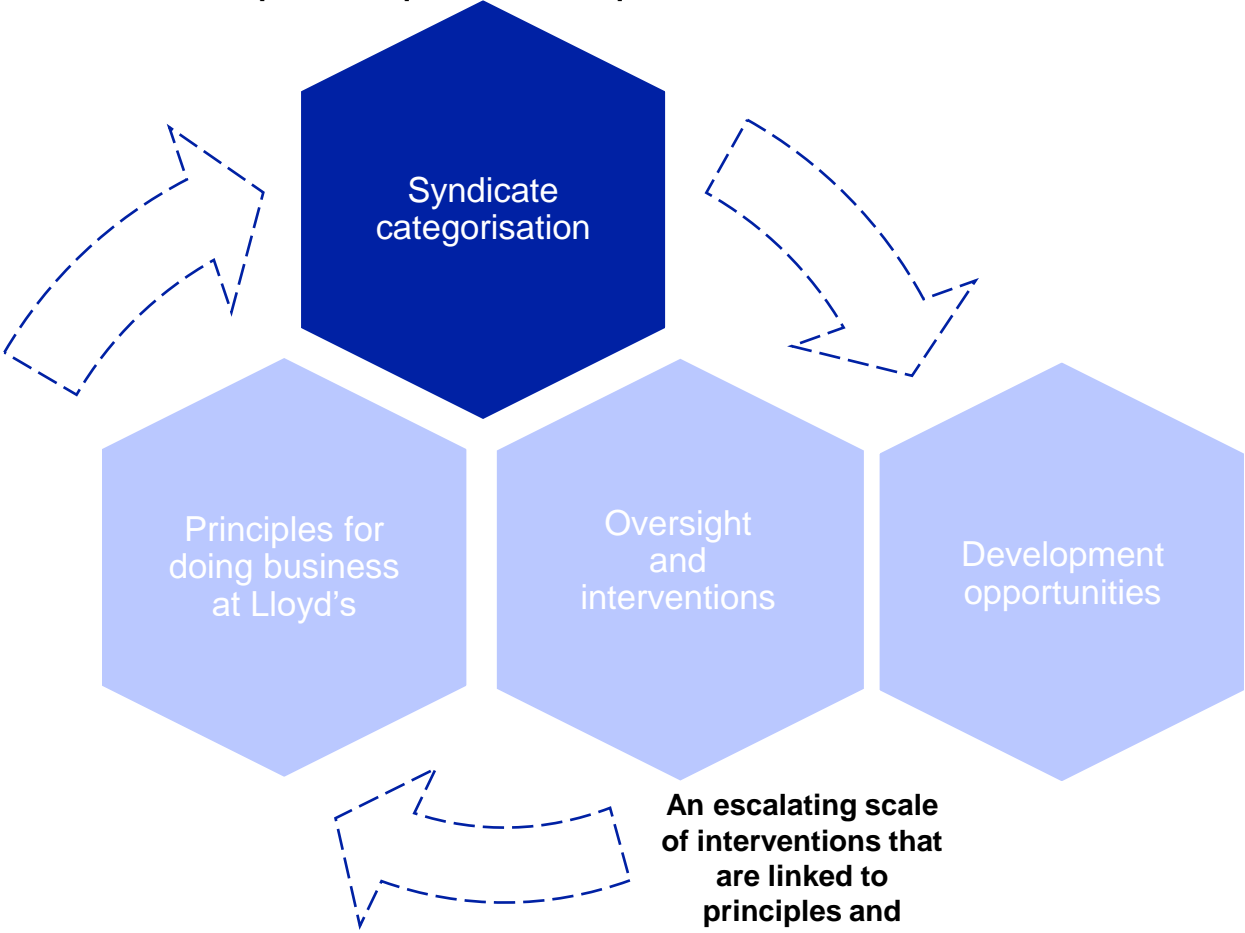 Syndicate
categorisation
Principles for
doing business
at Lloyd's
Oversight
and
interventions
Development
opportunities
An escalating scale
of interventions that
are linked to
principles and